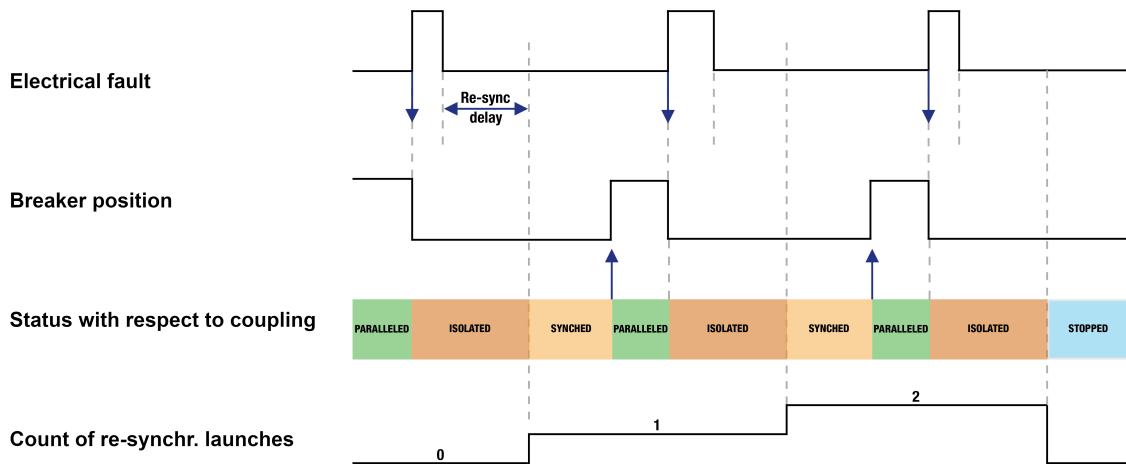 Electrical fault
Re-sync
delay
Breaker position
Status with respect to coupling
PARALLELED ISOLATED SYNCHED PARALLELED ISOLATED SYNCHED PARALLELED ISOLATED STOPPED
Count of re-synchr. launches
0
1
2